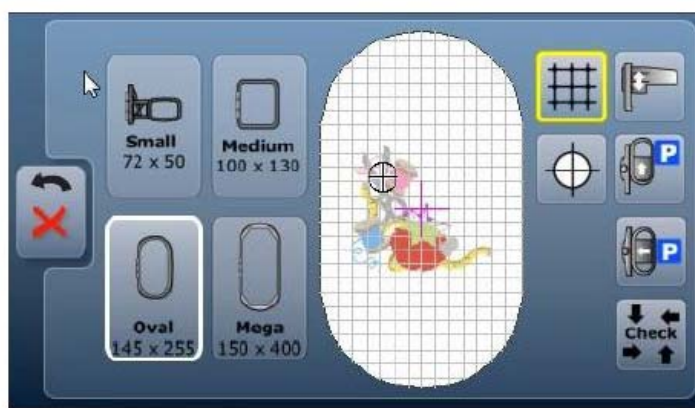 Small
72 x 50
Medium
100 x 130
Oval
145 x 255
Mega
150 x 400
P
P
Check